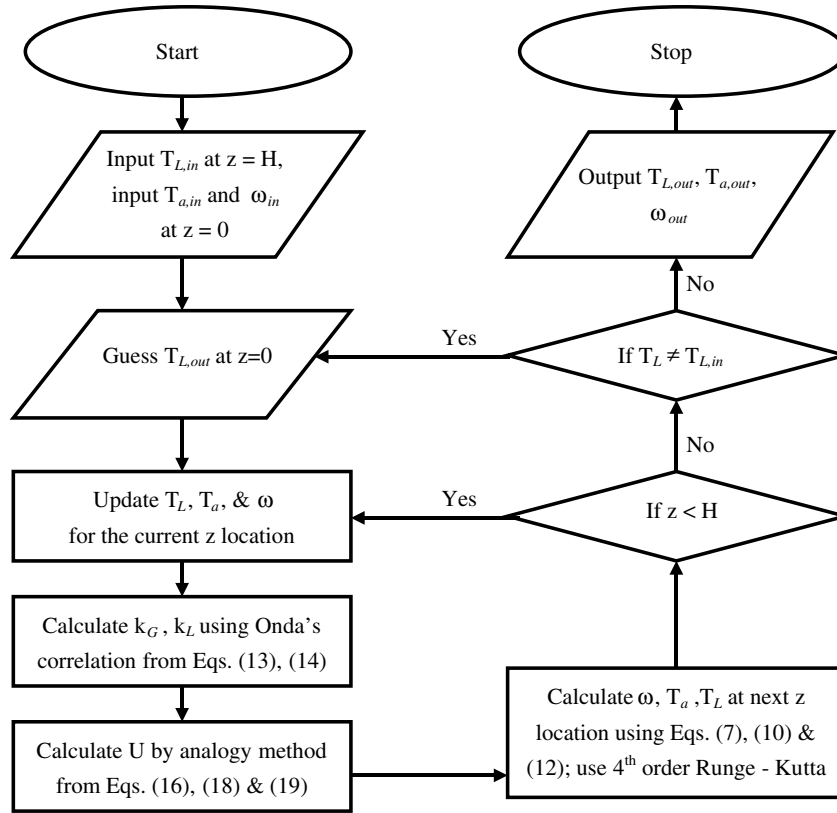 Start
Input T_{L,in} at z = H,
input T_{a,in} and ω_{in}
at z = 0
Guess T_{L,out} at z=0
Update T_L, T_a, & ω
for the current z location
Calculate k_G , k_L using Onda's
correlation from Eqs. (13), (14)
Calculate U by analogy method
from Eqs. (16), (18) & (19)
Calculate ω, T_a ,T_L at next z
location using Eqs. (7), (10) &
(12); use 4^{th} order Runge - Kutta
If z < H
Yes
No
If T_L ≠ T_{L,in}
Yes
No
Output T_{L,out}, T_{a,out},
ω_{out}
Stop